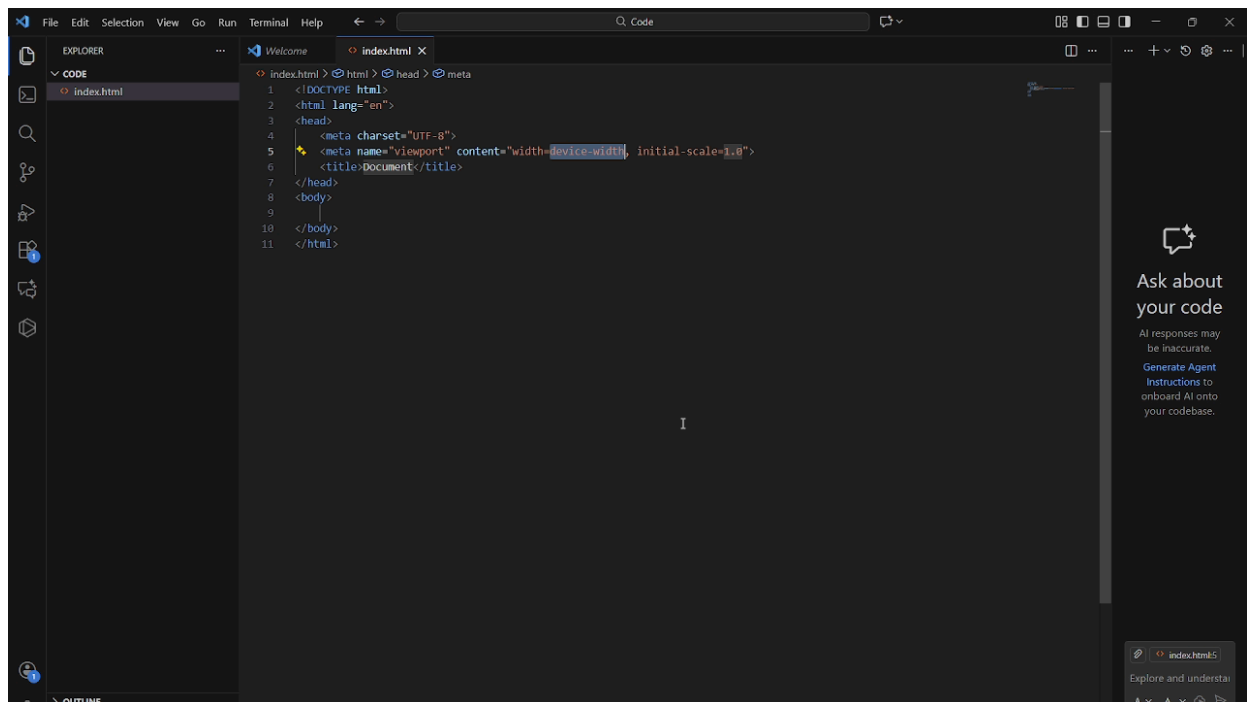 File Edit Selection View Go Run Terminal Help
Code
EXPLORER
Welcome
index.html
CODE
index.html
index.html > html > head > meta
1 <!DOCTYPE html>
2 <html lang="en">
3 <head>
4 <meta charset="UTF-8">
5 <meta name="viewport" content="width=device-width, initial-scale=1.0">
6 <title>Document</title>
7 </head>
8 <body>
9
10 </body>
11 </html>
1
Ask about
your code
AI responses may
be inaccurate.
Generate Agent
Instructions to
onboard AI onto
your codebase.
index.html:5
Explore and understa
1
OUTLINE